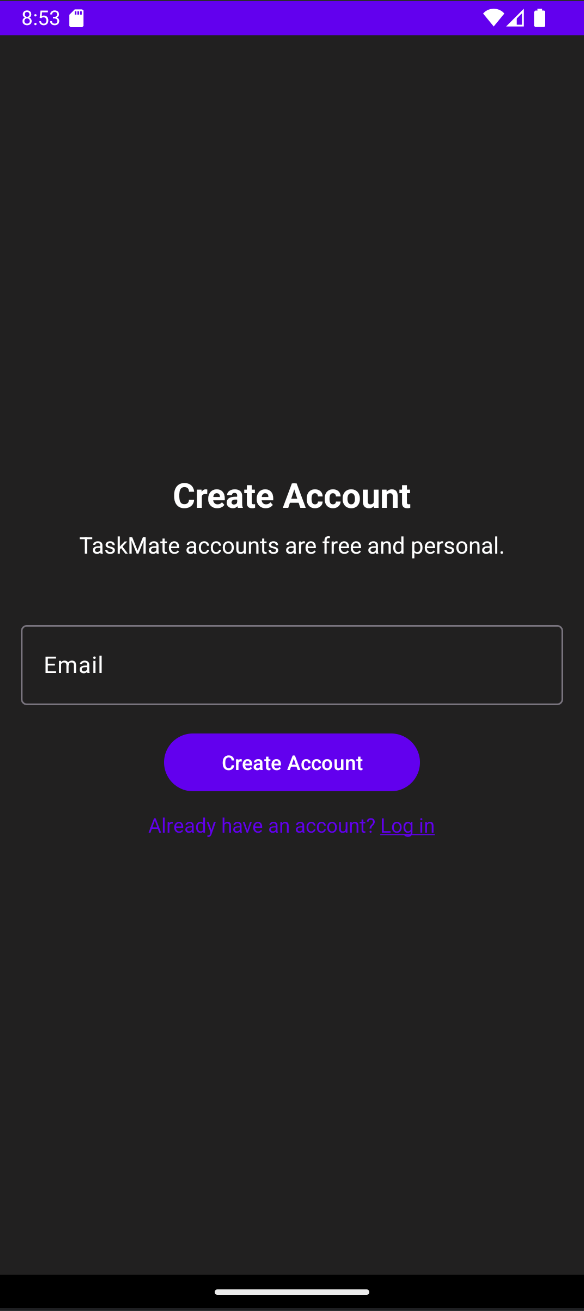 8:53
Create Account
TaskMate accounts are free and personal.
Email
Create Account
Already have an account? Log in